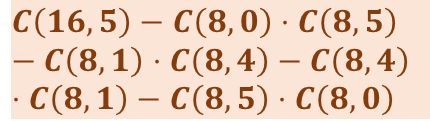 C(16,5) − C(8,0) · C(8,5)
− C(8,1) · C(8,4) − C(8,4)
· C(8,1) − C(8,5) · C(8,0)